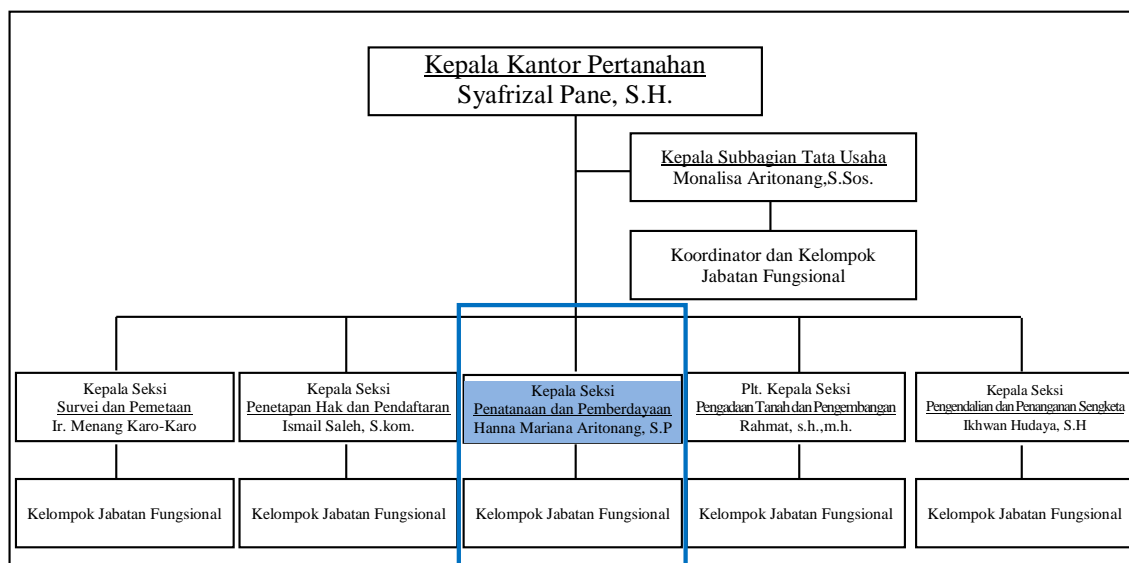 Kepala Kantor Pertanahan
Syafrizal Pane, S.H.
Kepala Subbagian Tata Usaha
Monalisa Aritonang,S.Sos.
Koordinator dan Kelompok
Jabatan Fungsional
Kepala Seksi
Survei dan Pemetaan
Ir. Menang Karo-Karo
Kepala Seksi
Penetapan Hak dan Pendaftaran
Ismail Saleh, S.kom.
Kepala Seksi
Penatanaan dan Pemberdayaan
Hanna Mariana Aritonang, S.P
Plt. Kepala Seksi
Pengadaan Tanah dan Pengembangan
Rahmat, s.h.,m.h.
Kepala Seksi
Pengendalian dan Penanganan Sengketa
Ikhwan Hudaya, S.H
Kelompok Jabatan Fungsional
Kelompok Jabatan Fungsional
Kelompok Jabatan Fungsional
Kelompok Jabatan Fungsional
Kelompok Jabatan Fungsional